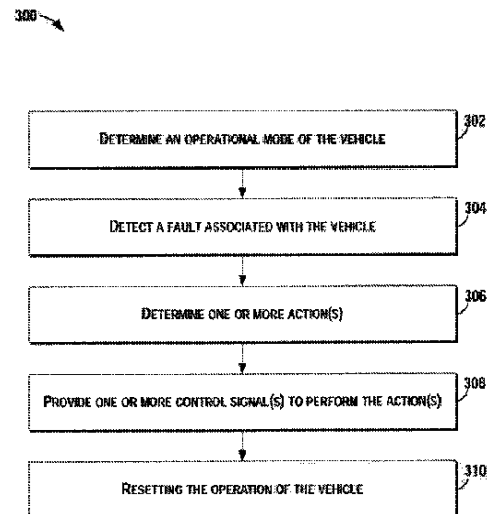 300
DETERMINE AN OPERATIONAL MODE OF THE VEHICLE
302
DETECT A FAULT ASSOCIATED WITH THE VEHICLE
304
DETERMINE ONE OR MORE ACTION(S)
306
PROVIDE ONE OR MORE CONTROL SIGNAL(S) TO PERFORM THE ACTION(S)
308
RESETTING THE OPERATION OF THE VEHICLE
310